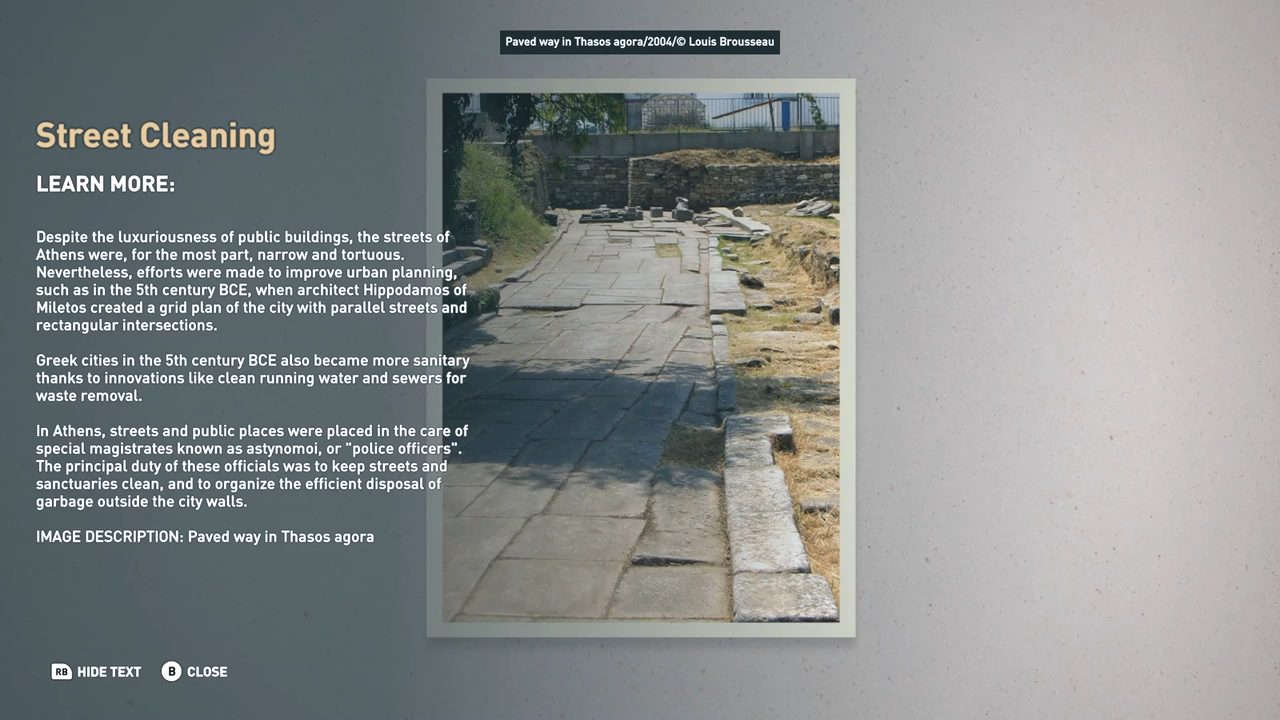 Paved way in Thasos agora/2004/© Louis Brousseau
Street Cleaning
LEARN MORE:
Despite the luxuriousness of public buildings, the streets of
Athens were, for the most part, narrow and tortuous.
Nevertheless, efforts were made to improve urban planning,
such as in the 5th century BCE, when architect Hippodamos of
Miletos created a grid plan of the city with parallel streets and
rectangular intersections.
Greek cities in the 5th century BCE also became more sanitary
thanks to innovations like clean running water and sewers for
waste removal.
In Athens, streets and public places were placed in the care of
special magistrates known as astynomoi, or "police officers".
The principal duty of these officials was to keep streets and
sanctuaries clean, and to organize the efficient disposal of
garbage outside the city walls.
IMAGE DESCRIPTION: Paved way in Thasos agora
RB HIDE TEXT B CLOSE